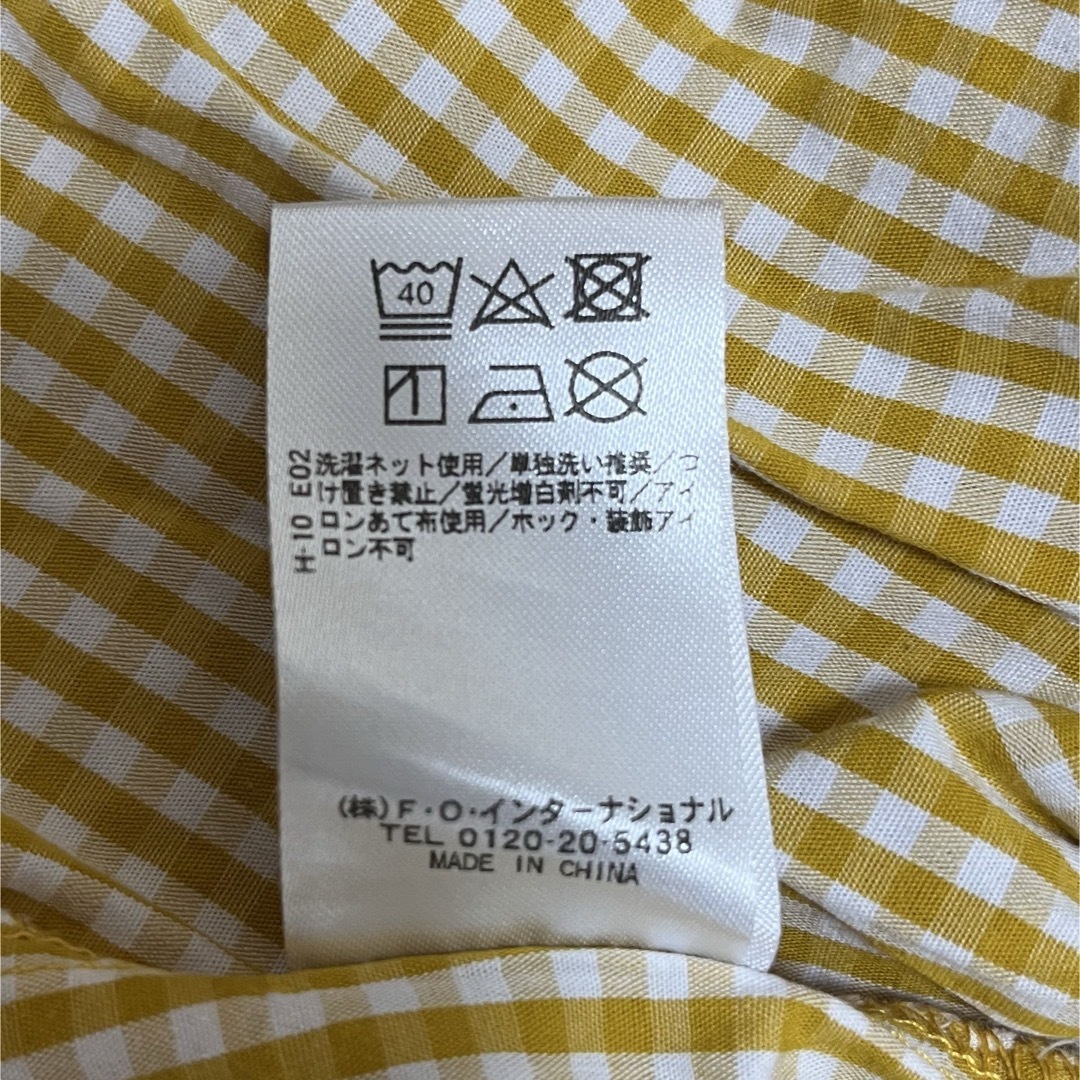 40
洗濯ネット使用／単独洗い推奨／つ
け置き禁止／蛍光増白剤不可／アイ
ロンあて布使用／ホック・装飾アイ
ロン不可
H-10 E02
(株)F・O・インターナショナル
TEL 0120-20-5438
MADE IN CHINA